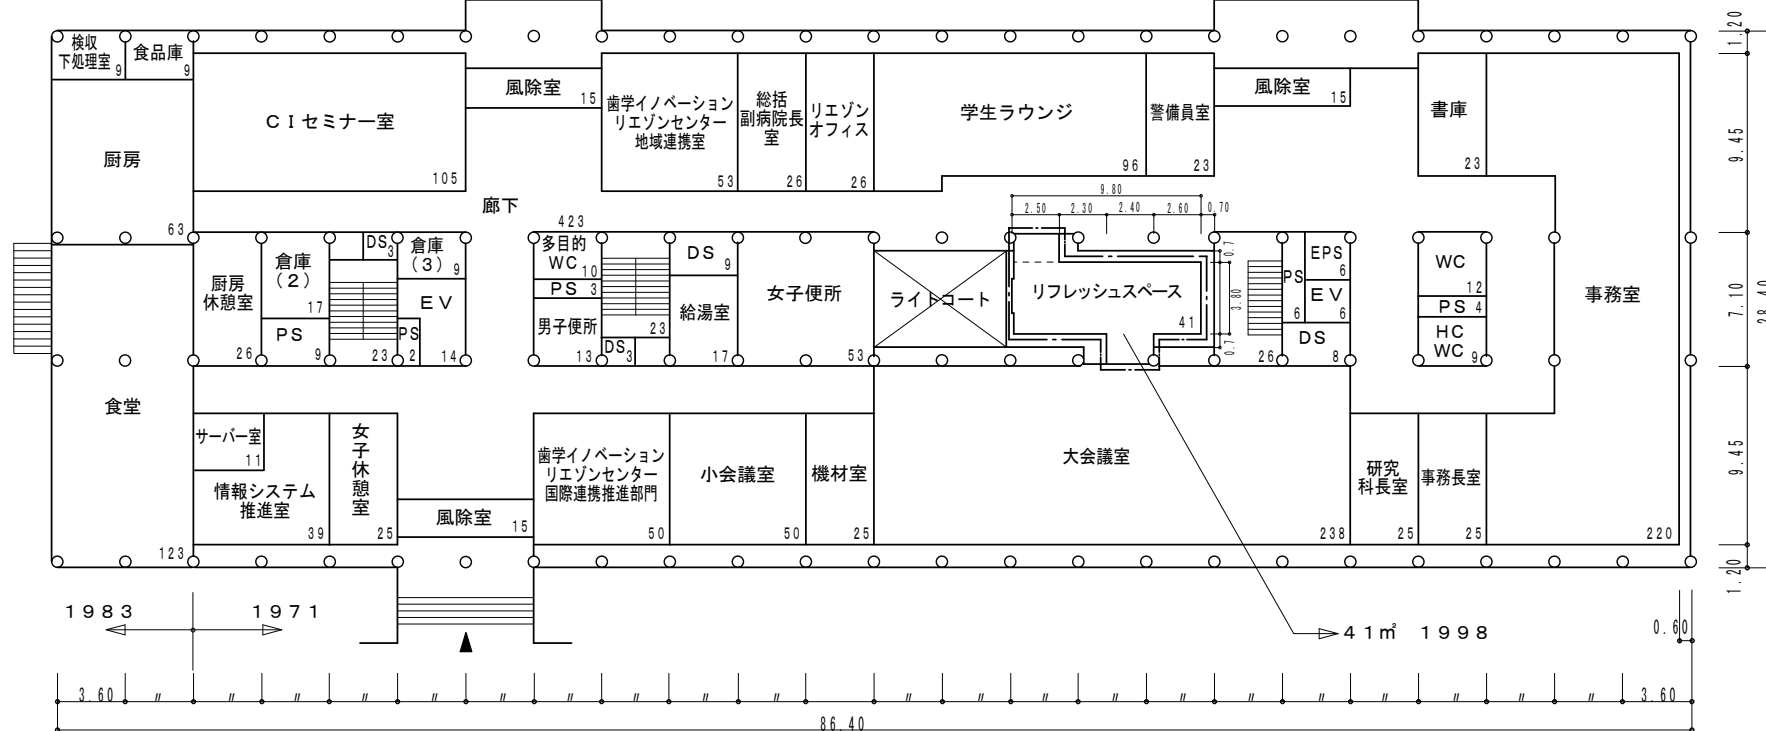 検収
下処理室
9
食品庫
9
風除室
15
歯学イノベーション
リエゾンセンター
地域連携室
53
総括
副病院長
室
26
リエゾン
オフィス
26
学生ラウンジ
96
警備員室
23
風除室
15
書庫
23
1.20
CIセミナー室
105
厨房
63
9.45
廊下
423
9.80
2.50
2.30
2.40
2.60
0.70
厨房
休憩室
26
倉庫
(2)
17
PS
9
DS
3
23
倉庫
(3)
9
EV
14
PS
2
多目的
WC
10
PS
3
男子便所
13
DS
3
23
DS
9
給湯室
17
女子便所
53
ライトコート
リフレッシュスペース
41
0.7
3.80
0.7
26
PS
6
EPS
6
EV
6
DS
8
WC
12
PS
4
HC
WC
9
事務室
220
7.10
28.40
食堂
123
サーバー室
11
情報システム
推進室
39
女子休憩室
25
風除室
15
歯学イノベーション
リエゾンセンター
国際連携推進部門
50
小会議室
50
機材室
25
大会議室
238
研究
科長室
25
事務長室
25
9.45
1.20
1983
1971
41㎡ 1998
0.60
3.60 〃 〃 〃 〃 〃 〃 〃 〃 〃 〃 〃 〃 〃 〃 〃 〃 〃 〃 〃 〃 〃 〃 3.60
86.40